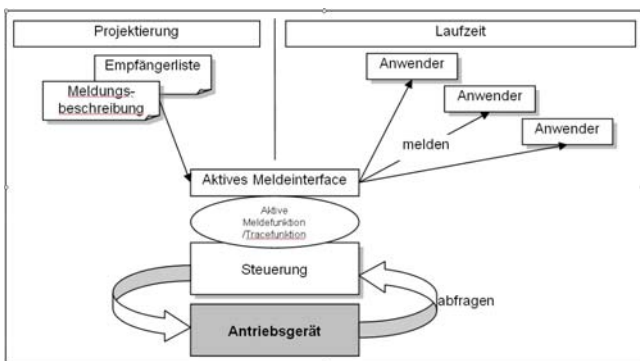 Projektierung
Laufzeit
Empfängerliste
Meldungs-
beschreibung
Anwender
Anwender
Anwender
melden
Aktives Meldeinterface
Aktive
Meldefunktion
/Tracefunktion
Steuerung
abfragen
Antriebsgerät